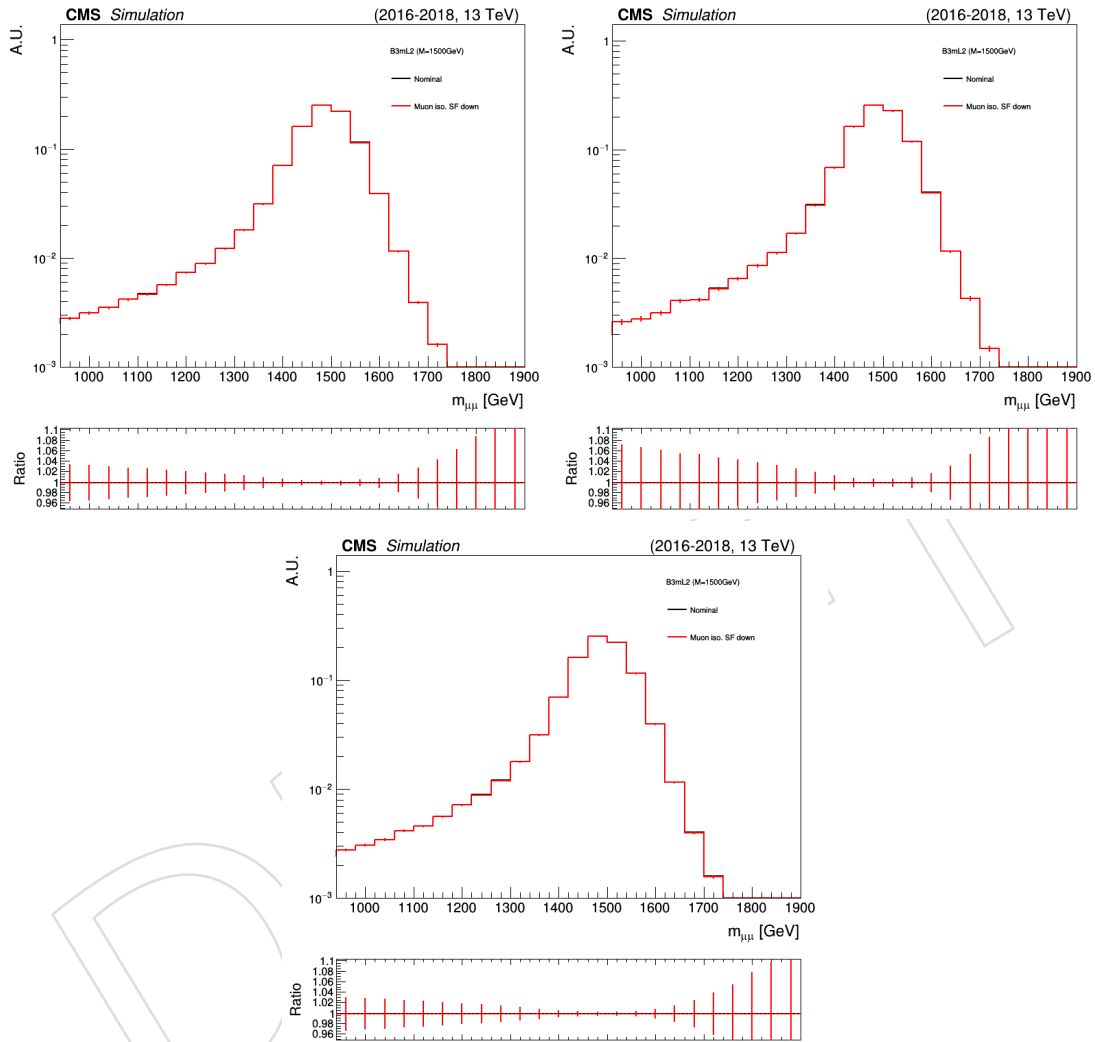 CMS Simulation (2016-2018, 13 TeV)
A.U.
B3mL2 (M=1500GeV)
Nominal
Muon iso. SF down
1
10⁻¹
10⁻²
10⁻³
1000 1100 1200 1300 1400 1500 1600 1700 1800 1900
mμμ [GeV]
Ratio
1.1
1.08
1.06
1.04
1.02
1
0.98
0.96
CMS Simulation (2016-2018, 13 TeV)
A.U.
B3mL2 (M=1500GeV)
Nominal
Muon iso. SF down
1
10⁻¹
10⁻²
10⁻³
1000 1100 1200 1300 1400 1500 1600 1700 1800 1900
mμμ [GeV]
Ratio
1.1
1.08
1.06
1.04
1.02
1
0.98
0.96
CMS Simulation (2016-2018, 13 TeV)
A.U.
B3mL2 (M=1500GeV)
Nominal
Muon iso. SF down
1
10⁻¹
10⁻²
10⁻³
1000 1100 1200 1300 1400 1500 1600 1700 1800 1900
mμμ [GeV]
Ratio
1.1
1.08
1.06
1.04
1.02
1
0.98
0.96